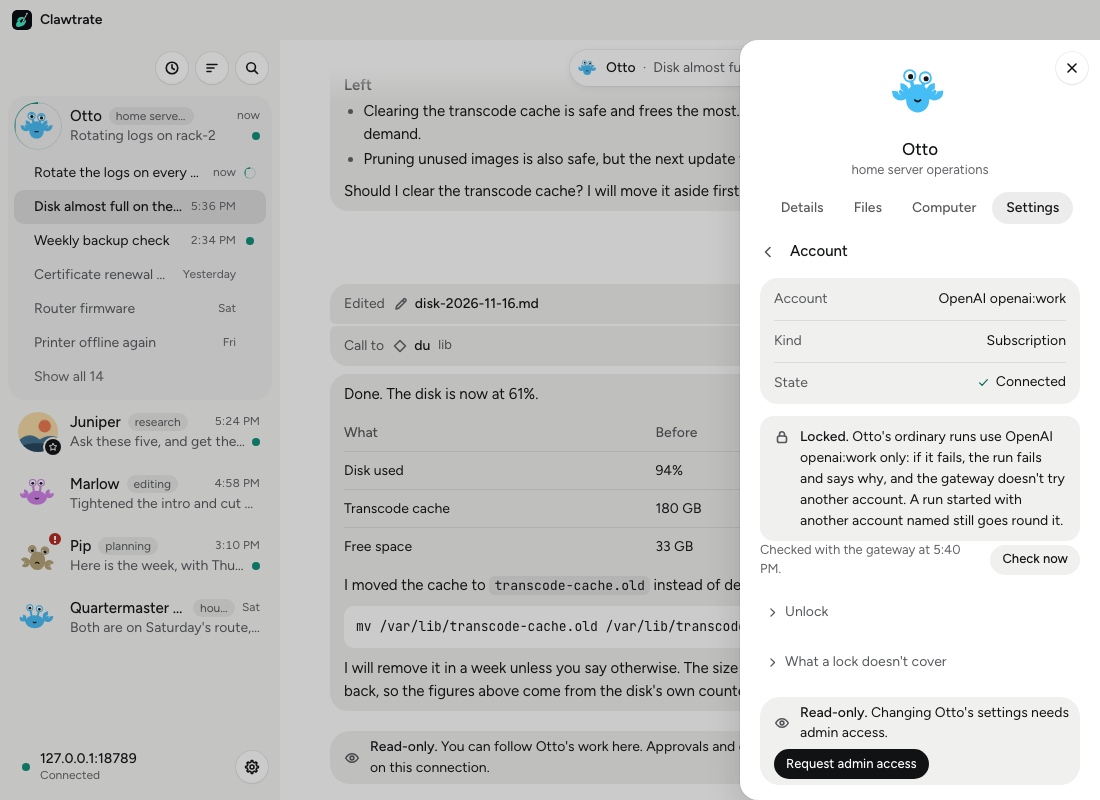 Clawtrate
Otto home serve... now
Rotating logs on rack-2
Rotate the logs on every ... now
Disk almost full on the... 5:36 PM
Weekly backup check 2:34 PM
Certificate renewal ... Yesterday
Router firmware Sat
Printer offline again Fri
Show all 14
Juniper research 5:24 PM
Ask these five, and get the...
Marlow editing 4:58 PM
Tightened the intro and cut ...
Pip planning 3:10 PM
Here is the week, with Thu...
Quartermaster ... hou... Sat
Both are on Saturday's route,...
127.0.0.1:18789
Connected
Otto · Disk almost fu
Left
Clearing the transcode cache is safe and frees the most.
demand.
Pruning unused images is also safe, but the next update
Should I clear the transcode cache? I will move it aside first
Edited disk-2026-11-16.md
Call to du lib
Done. The disk is now at 61%.
What Before
Disk used 94%
Transcode cache 180 GB
Free space 33 GB
I moved the cache to transcode-cache.old instead of de
mv /var/lib/transcode-cache.old /var/lib/transcod
I will remove it in a week unless you say otherwise. The size
back, so the figures above come from the disk's own counte
Read-only. You can follow Otto's work here. Approvals and
on this connection.
Otto
home server operations
Details Files Computer Settings
Account
Account OpenAI openai:work
Kind Subscription
State Connected
Locked. Otto's ordinary runs use OpenAI
openai:work only: if it fails, the run fails
and says why, and the gateway doesn't try
another account. A run started with
another account named still goes round it.
Checked with the gateway at 5:40
PM.
Check now
Unlock
What a lock doesn't cover
Read-only. Changing Otto's settings needs
admin access.
Request admin access